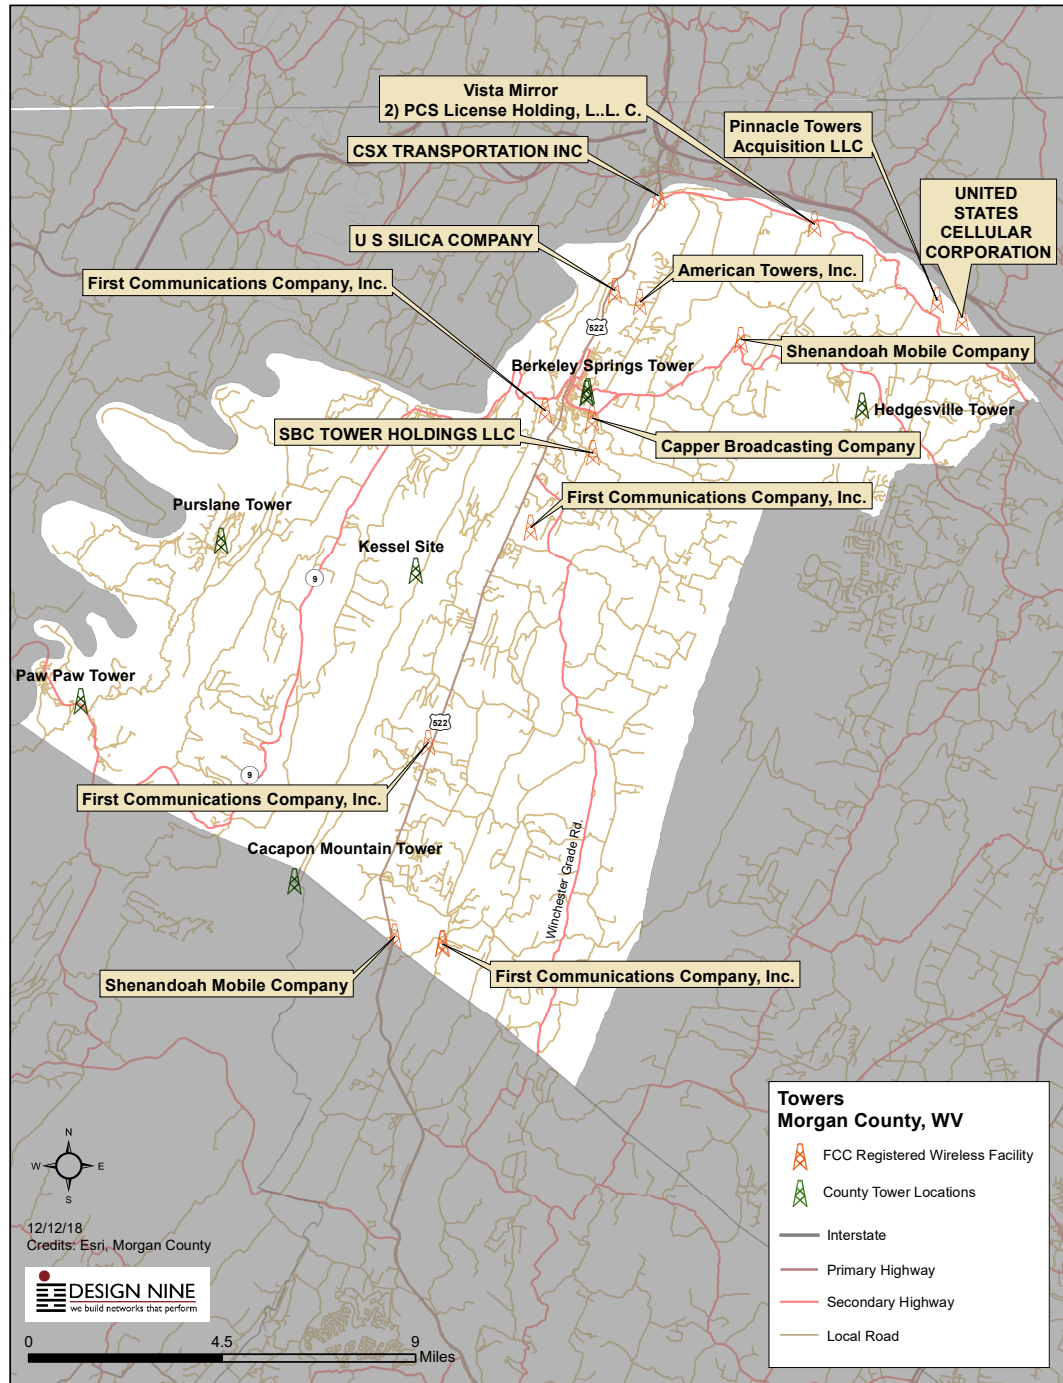 Vista Mirror
2) PCS License Holding, L..L. C.
Pinnacle Towers
Acquisition LLC
CSX TRANSPORTATION INC
UNITED
STATES
CELLULAR
CORPORATION
U S SILICA COMPANY
American Towers, Inc.
First Communications Company, Inc.
522
Shenandoah Mobile Company
Berkeley Springs Tower
Hedgesville Tower
SBC TOWER HOLDINGS LLC
Capper Broadcasting Company
First Communications Company, Inc.
Purslane Tower
Kessel Site
9
Paw Paw Tower
522
9
First Communications Company, Inc.
Cacapon Mountain Tower
Winchester Grade Rd.
Shenandoah Mobile Company
First Communications Company, Inc.
Towers
Morgan County, WV
FCC Registered Wireless Facility
County Tower Locations
Interstate
Primary Highway
Secondary Highway
Local Road
N
W
E
S
12/12/18
Credits: Esri, Morgan County
DESIGN NINE
we build networks that perform
0 4.5 9
Miles